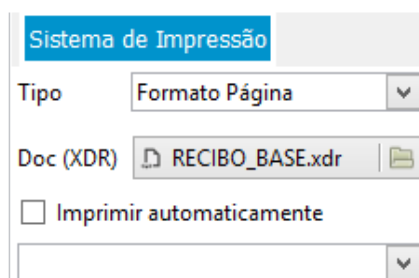 Sistema de Impressão
Tipo Formato Página
Doc (XDR) RECIBO_BASE.xdr
Imprimir automaticamente